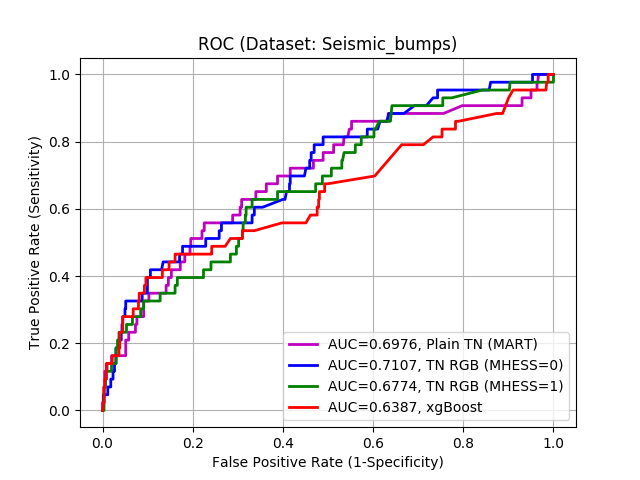 ROC (Dataset: Seismic_bumps)
True Positive Rate (Sensitivity)
1.0
0.8
0.6
0.4
0.2
0.0
AUC=0.6976, Plain TN (MART)
AUC=0.7107, TN RGB (MHESS=0)
AUC=0.6774, TN RGB (MHESS=1)
AUC=0.6387, xgBoost
0.0 0.2 0.4 0.6 0.8 1.0
False Positive Rate (1-Specificity)